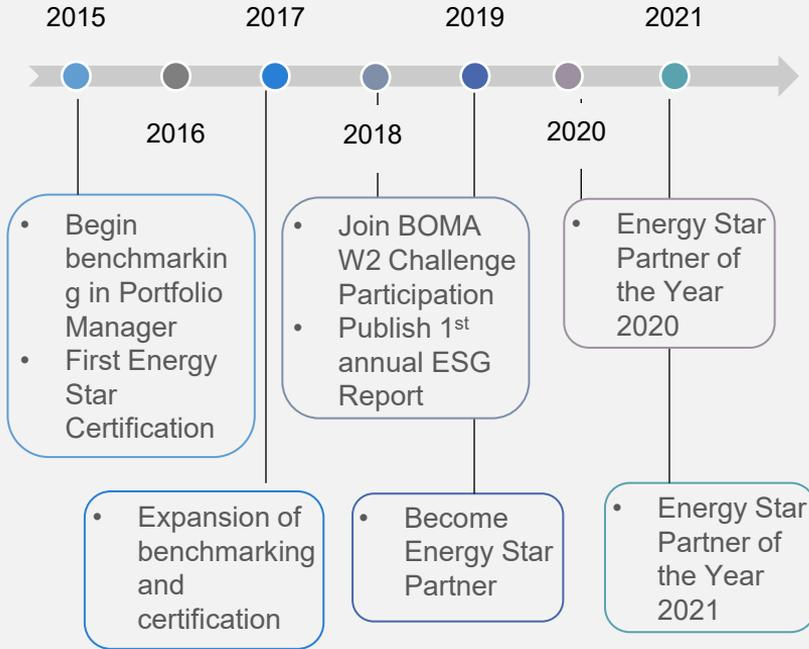 2015
2017
2019
2021
2016
2018
2020
• Begin
benchmarkin
g in Portfolio
Manager
• First Energy
Star
Certification
• Join BOMA
W2 Challenge
Participation
• Publish 1st
annual ESG
Report
• Energy Star
Partner of
the Year
2020
• Expansion of
benchmarking
and
certification
• Become
Energy Star
Partner
• Energy Star
Partner of
the Year
2021